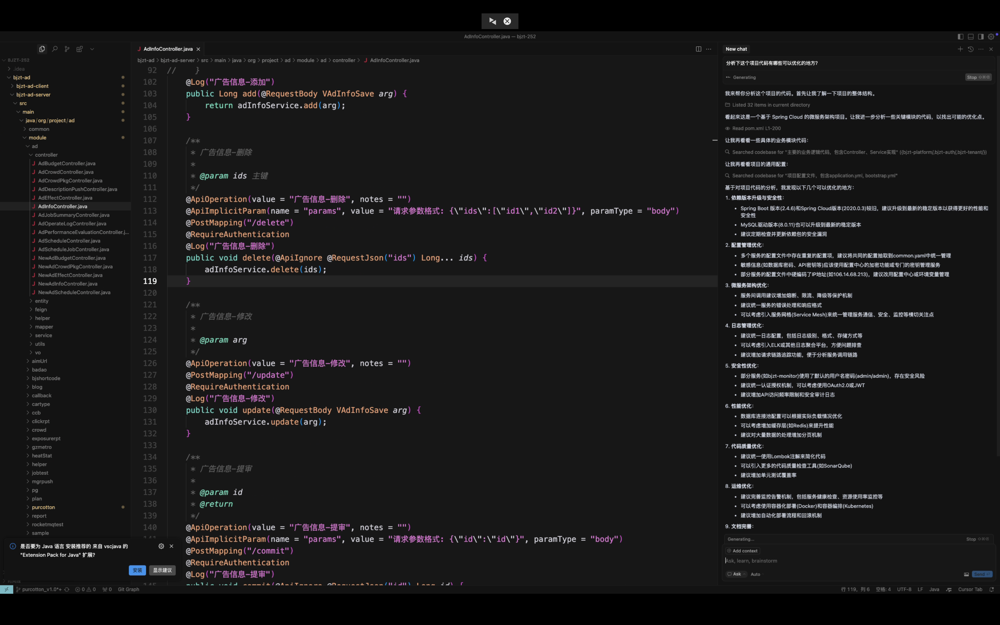 AdInfoController.java — bjzt-252
BJZT-252
.idea
bjzt-ad
bjzt-ad-client
bjzt-ad-server
src
main
java/org/project/ad
common
module
ad
controller
AdBudgetController.java
AdCrowdController.java
AdCrowdPkgController.java
AdDescriptionPushController.java
AdEffectController.java
AdInfoController.java
AdJobSummaryController.java
AdOperateLogController.java
AdPerformanceEvaluationController.j...
AdScheduleController.java
AdScheduleJobController.java
NewAdBudgetController.java
NewAdCrowdPkgController.java
NewAdEffectController.java
NewAdInfoController.java
NewAdScheduleController.java
entity
feign
helper
mapper
service
utils
vo
aimUrl
badao
bjshortcode
blog
callback
cartype
ccb
clickrpt
crowd
exposurerpt
gzmetro
heatStat
helper
jobtest
mgrpush
pg
plan
purcotton
report
rocketmqtest
sample
是否要为 Java 语言 安装推荐的 来自 vscjava 的
"Extension Pack for Java" 扩展?
安装 显示建议
J AdInfoController.java
bjzt-ad > bjzt-ad-server > src > main > java > org > project > ad > module > ad > controller > J AdInfoController.java
92 // }
102 @Log("广告信息-添加")
103 public Long add(@RequestBody VAdInfoSave arg) {
104 return adInfoService.add(arg);
105 }
106
107 /**
108 * 广告信息-删除
109 *
110 * @param ids 主键
111 */
112 @ApiOperation(value = "广告信息-删除", notes = "")
113 @ApiImplicitParam(name = "params", value = "请求参数格式: {\"ids\":[\"id1\",\"id2\"]}", paramType = "body")
114 @PostMapping("/delete")
115 @RequireAuthentication
116 @Log("广告信息-删除")
117 public void delete(@ApiIgnore @RequestJson("ids") Long... ids) {
118 adInfoService.delete(ids);
119 }
120
121 /**
122 * 广告信息-修改
123 *
124 * @param arg
125 */
126 @ApiOperation(value = "广告信息-修改", notes = "")
127 @PostMapping("/update")
128 @RequireAuthentication
129 @Log("广告信息-修改")
130 public void update(@RequestBody VAdInfoSave arg) {
131 adInfoService.update(arg);
132 }
133
134 /**
135 * 广告信息-提审
136 *
137 * @param id
138 * @return
139 */
140 @ApiOperation(value = "广告信息-提审", notes = "")
141 @ApiImplicitParam(name = "params", value = "请求参数格式: {\"id\":\"id\"}", paramType = "body")
@PostMapping("/commit")
@RequireAuthentication
@Log("广告信息-提审")
145 public void commit(@ApiIgnore @RequestJson("id") Long id) {
New chat
分析下这个项目代码有哪些可以优化的地方?
Generating Stop
我来帮你分析这个项目的代码。首先让我了解一下项目的整体结构。
Listed 32 items in current directory
看起来这是一个基于 Spring Cloud 的微服务架构项目。让我进一步分析一些关键模块的代码，以找出可能的优化点。
Read pom.xml L1-200
让我再看看一些具体的业务模块代码:
Searched codebase for "主要的业务逻辑代码，包含Controller、Service实现" ({bjzt-platform/,bjzt-auth/,bjzt-tenant/})
让我再看看项目的通用配置:
Searched codebase for "项目配置文件，包含application.yml, bootstrap.yml"
基于对项目代码的分析，我发现以下几个可以优化的地方:
1. 依赖版本升级与安全性:
• Spring Boot 版本(2.4.6)和Spring Cloud版本(2020.0.3)较旧，建议升级到最新的稳定版本以获得更好的性能和
安全性
• MySQL驱动版本(8.0.11)也可以升级到最新的稳定版本
• 建议定期检查并更新依赖包的安全漏洞
2. 配置管理优化:
• 多个服务的配置文件中存在重复的配置项，建议将共同的配置抽取到common.yaml中统一管理
• 敏感信息(如数据库密码、API密钥等)应该使用配置中心的加密功能或专门的密钥管理服务
• 部分服务的配置文件中硬编码了IP地址(如106.14.68.213)，建议改用配置中心或环境变量管理
3. 微服务架构优化:
• 服务间调用建议增加熔断、限流、降级等保护机制
• 建议统一服务的错误处理和响应格式
• 可以考虑引入服务网格(Service Mesh)来统一管理服务通信、安全、监控等横切关注点
4. 日志管理优化:
• 建议统一日志配置，包括日志级别、格式、存储方式等
• 可以考虑引入ELK或其他日志聚合平台，方便问题排查
• 建议增加请求链路追踪功能，便于分析服务调用链路
5. 安全性优化:
• 部分服务(如bjzt-monitor)使用了默认的用户名密码(admin/admin)，存在安全风险
• 建议统一认证授权机制，可以考虑使用OAuth2.0或JWT
• 建议增加API访问频率限制和安全审计日志
6. 性能优化:
• 数据库连接池配置可以根据实际负载情况优化
• 可以考虑增加缓存层(如Redis)来提升性能
• 建议对大量数据的处理增加分页机制
7. 代码质量优化:
• 建议统一使用Lombok注解来简化代码
• 可以引入更多的代码质量检查工具(如SonarQube)
• 建议增加单元测试覆盖率
8. 运维优化:
• 建议完善监控告警机制，包括服务健康检查、资源使用率监控等
• 可以考虑使用容器化部署(Docker)和容器编排(Kubernetes)
• 建议增加自动化部署流程和回滚机制
9. 文档完善:
Generating... Stop
@ Add context
Ask, learn, brainstorm
Ask Auto Send
purcotton_v1.0*+ 0 0 0 Git Graph
行 119，列 6 空格: 4 UTF-8 LF Java Cursor Tab